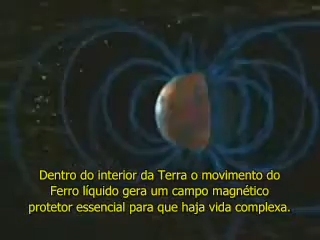 Dentro do interior da Terra o movimento do
Ferro líquido gera um campo magnético
protetor essencial para que haja vida complexa.